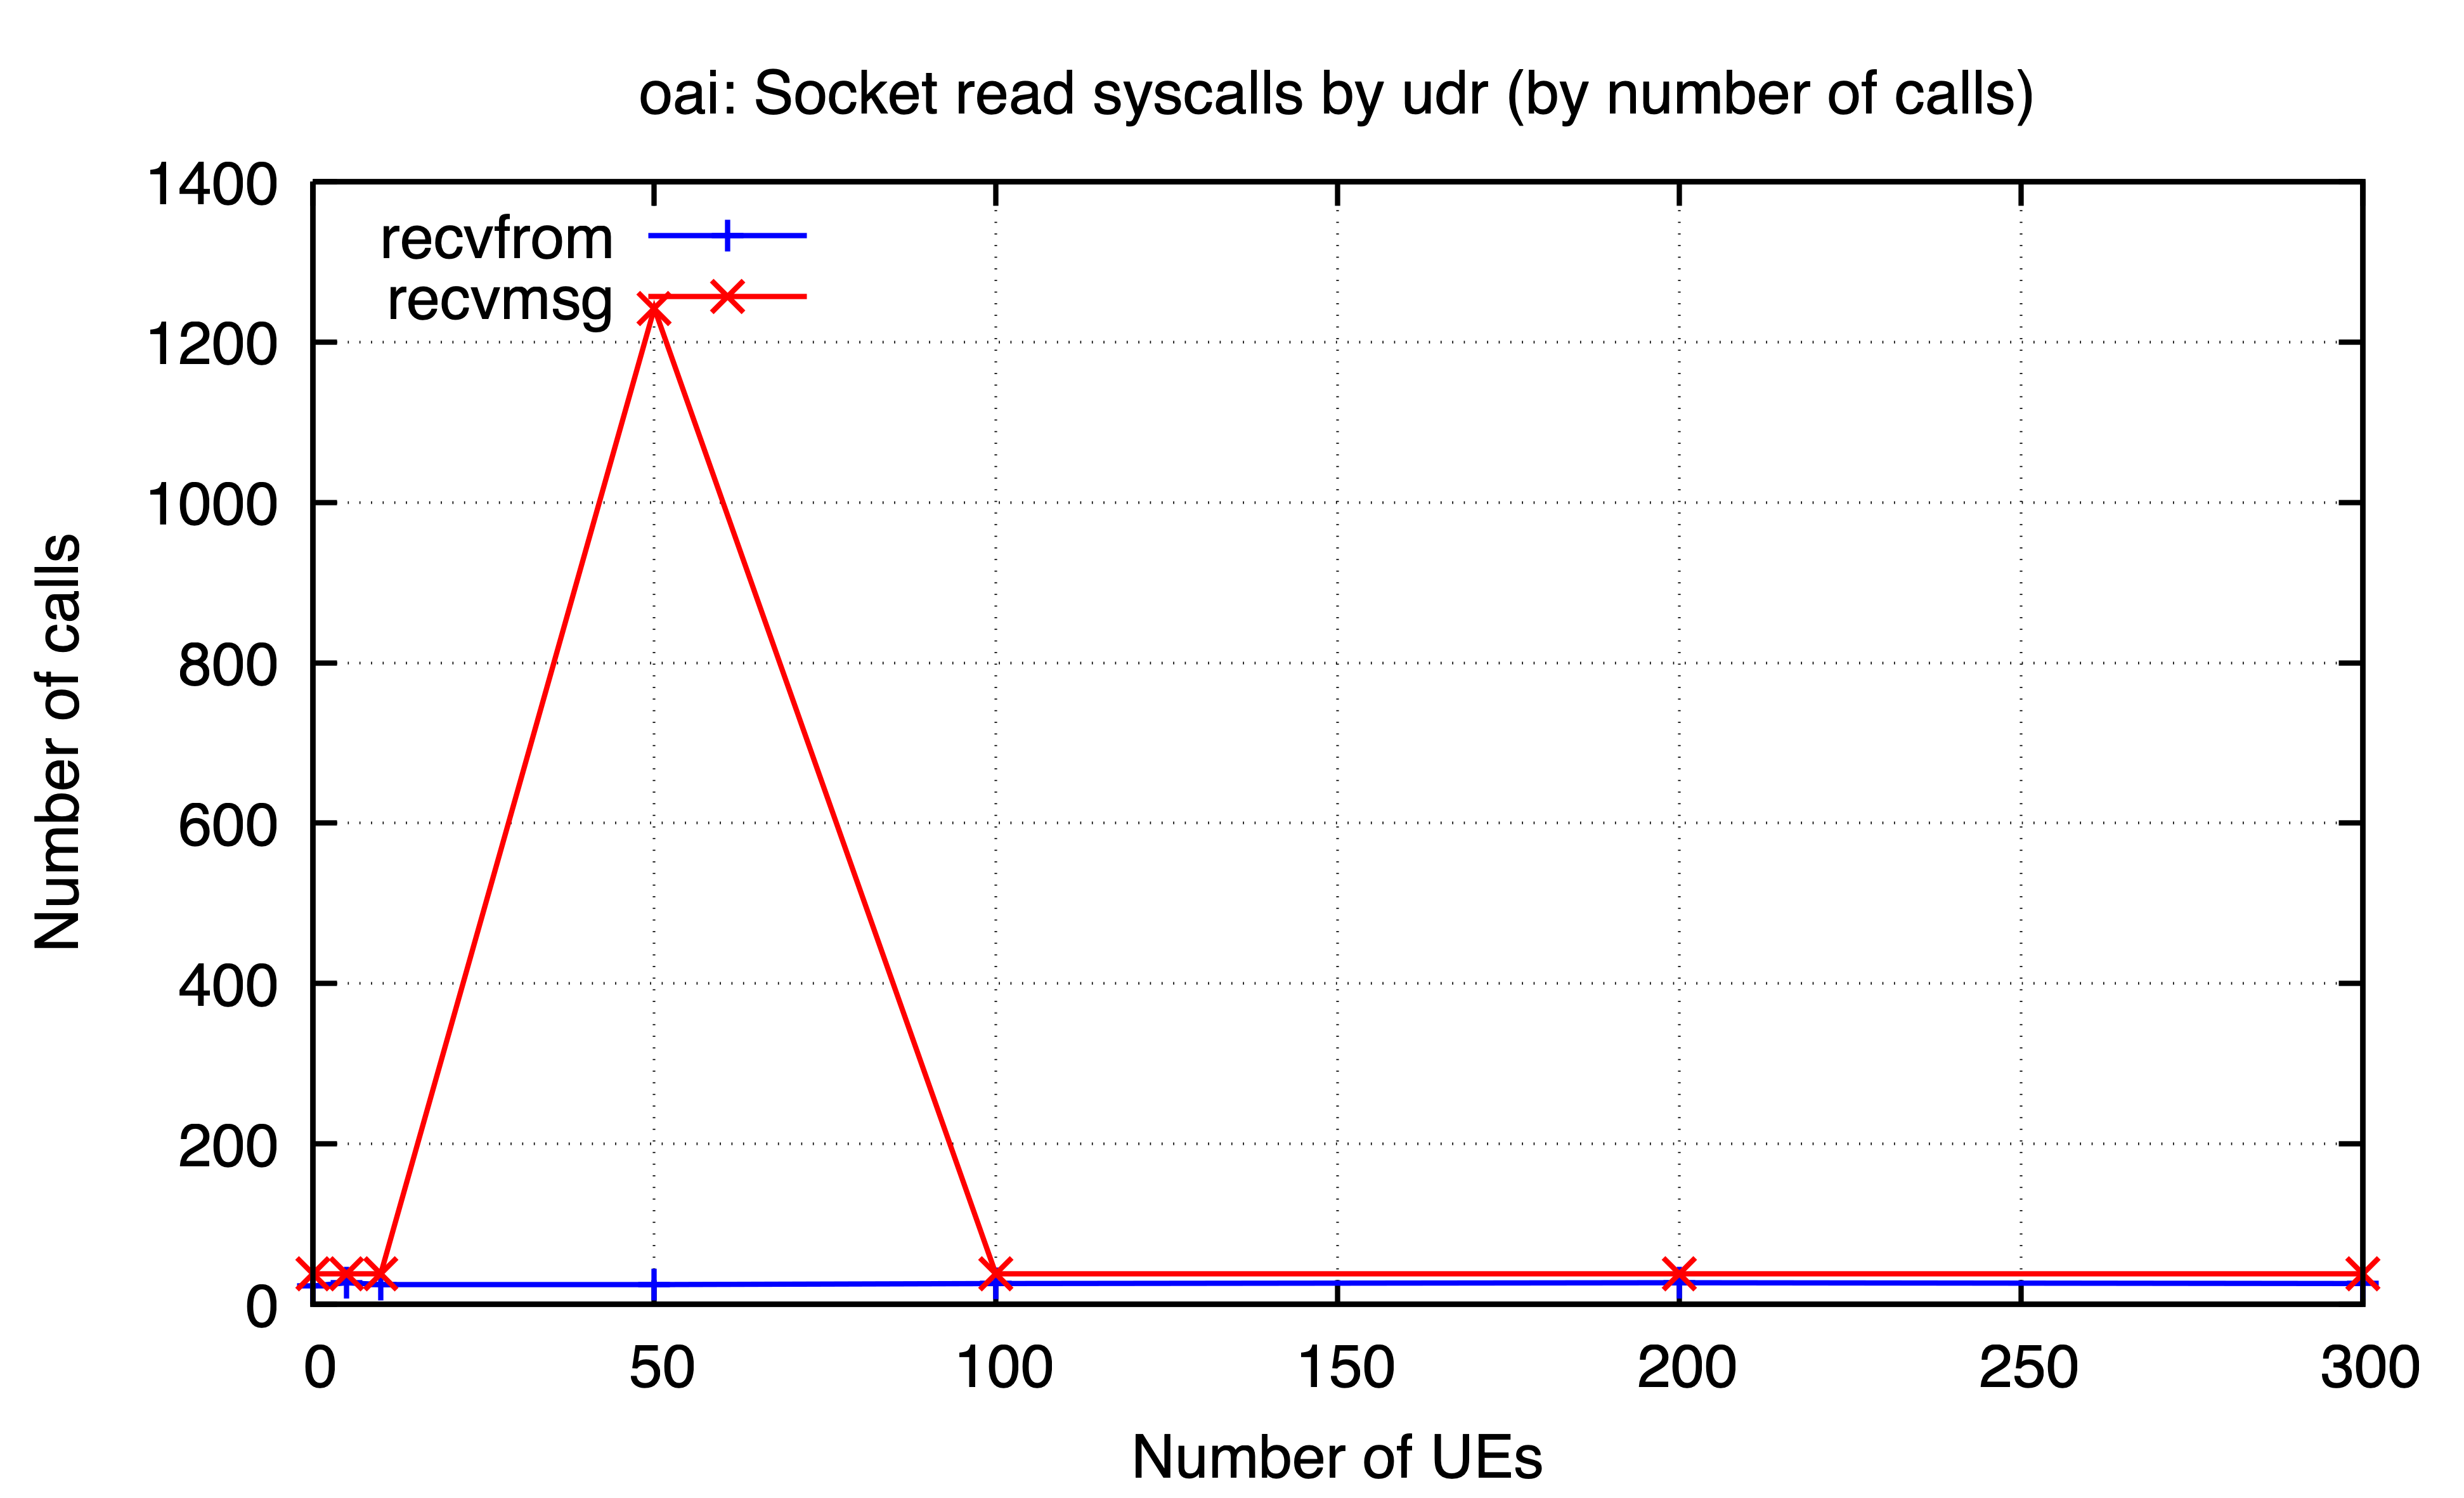 oai: Socket read syscalls by udr (by number of calls)
1400
recvfrom
recvmsg
1200
1000
800
600
400
200
0
Number of calls
0 50 100 150 200 250 300
Number of UEs